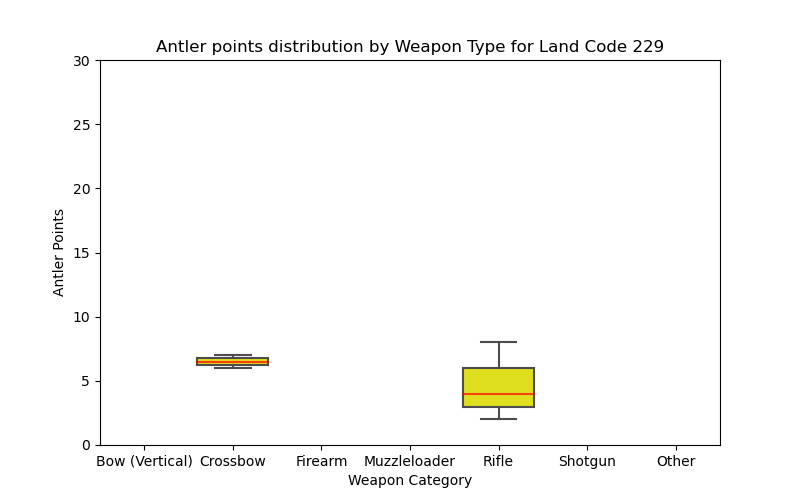 Antler points distribution by Weapon Type for Land Code 229
30
25
20
15
10
5
0
Antler Points
Bow (Vertical) Crossbow Firearm Muzzleloader Rifle Shotgun Other
Weapon Category